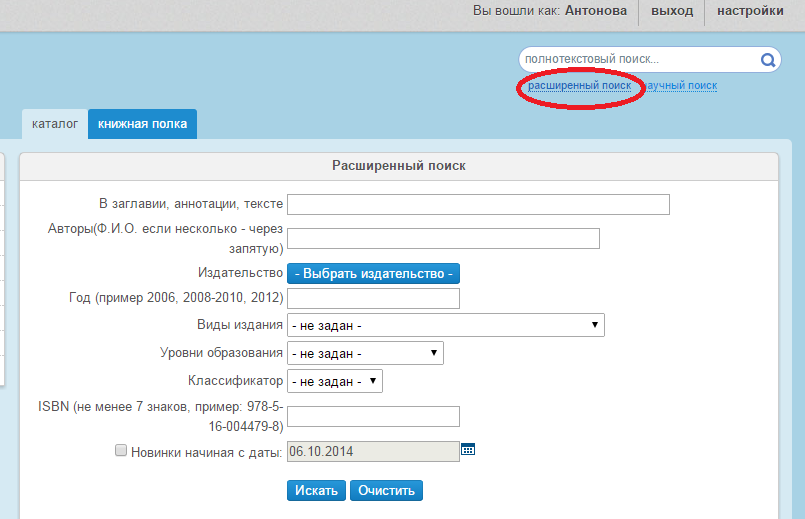 Вы вошли как: Антонова выход настройки
полнотекстовый поиск...
расширенный поиск научный поиск
каталог книжная полка
Расширенный поиск
В заглавии, аннотации, тексте
Авторы(Ф.И.О. если несколько - через
запятую)
Издательство - Выбрать издательство -
Год (пример 2006, 2008-2010, 2012)
Виды издания - не задан -
Уровни образования - не задан -
Классификатор - не задан -
ISBN (не менее 7 знаков, пример: 978-5-
16-004479-8)
Новинки начиная с даты: 06.10.2014
Искать Очистить